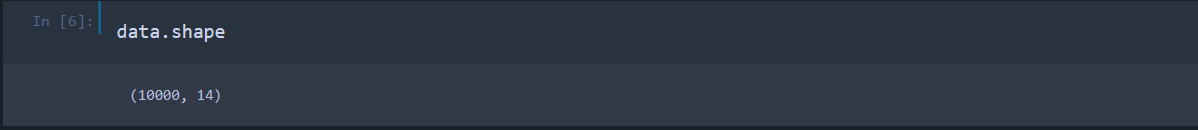 In [6]:
data.shape
(10000, 14)